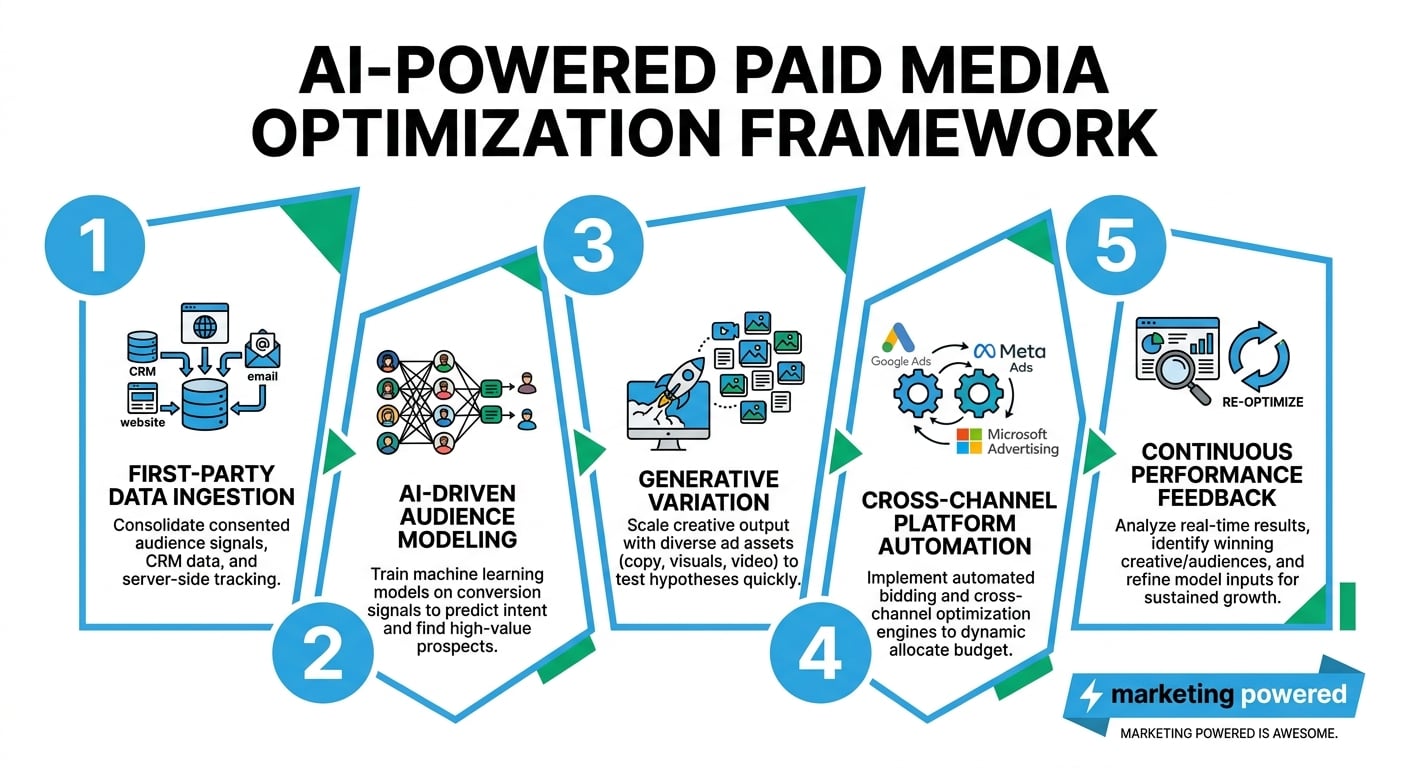 AI-POWERED PAID MEDIA
OPTIMIZATION FRAMEWORK
1
CRM
email
website
@
FIRST-PARTY
DATA INGESTION
Consolidate consented
audience signals,
CRM data, and
server-side tracking.
2
AI-DRIVEN
AUDIENCE
MODELING
Train machine learning
models on conversion
signals to predict intent
and find high-value
prospects.
3
GENERATIVE
VARIATION
Scale creative output
with diverse ad assets
(copy, visuals, video) to
test hypotheses quickly.
4
Google Ads
Meta
Ads
Microsoft
Advertising
CROSS-CHANNEL
PLATFORM
AUTOMATION
Implement automated
bidding and cross-
channel optimization
engines to dynamic
allocate budget.
5
RE-OPTIMIZE
CONTINUOUS
PERFORMANCE
FEEDBACK
Analyze real-time results,
identify winning
creative/audiences, and
refine model inputs for
sustained growth.
marketing powered
MARKETING POWERED IS AWESOME.